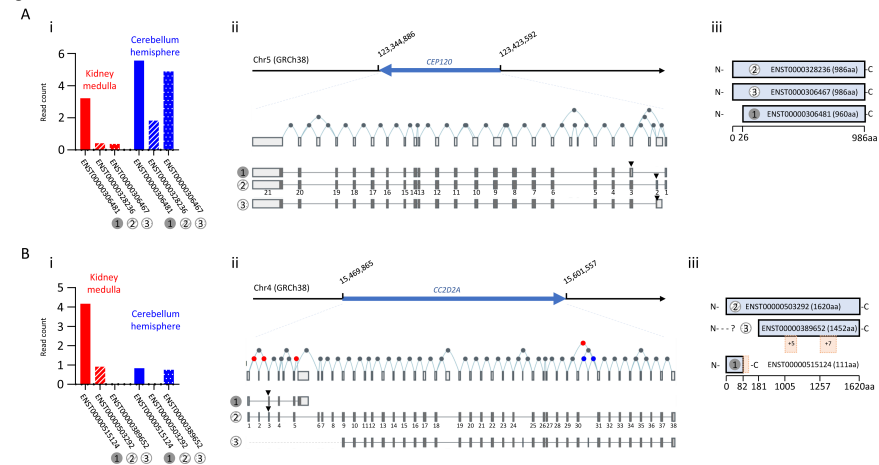 A
i
ii
iii
Read count
6
4
2
0
Kidney
medulla
Cerebellum
hemisphere
ENST00000306481
ENST00000328236
ENST00000306467
ENST00000306481
ENST00000328236
ENST00000306467
1 2 3 1 2 3
Chr5 (GRCh38)
123,344,886
CEP120
123,423,592
1
2
21 20 19 18 17 16 15 14 13 12 11 10 9 8 7 6 5 4 3 2 1
3
N- 2 ENST0000328236 (986aa) -C
N- 3 ENST0000306467 (986aa) -C
N- 1 ENST0000306481 (960aa) -C
0 26 986aa
B
i
ii
iii
Read count
5
4
3
2
1
0
Kidney
medulla
Cerebellum
hemisphere
ENST00000515124
ENST00000503292
ENST00000389652
ENST00000515124
ENST00000503292
ENST00000389652
1 2 3 1 2 3
Chr4 (GRCh38)
15,469,865
CC2D2A
15,601,557
1
2
1 2 3 4 5 6 7 8 9 10 11 12 13 14 15 16 17 18 19 20 21 22 23 24 25 26 27 28 29 30 31 32 33 34 35 36 37 38
3
N- 2 ENST00000503292 (1620aa) -C
N- - - ? 3 ENST00000389652 (1452aa) -C
+5 +7
N- 1 -C ENST00000515124 (111aa)
0 82 181 1005 1257 1620aa